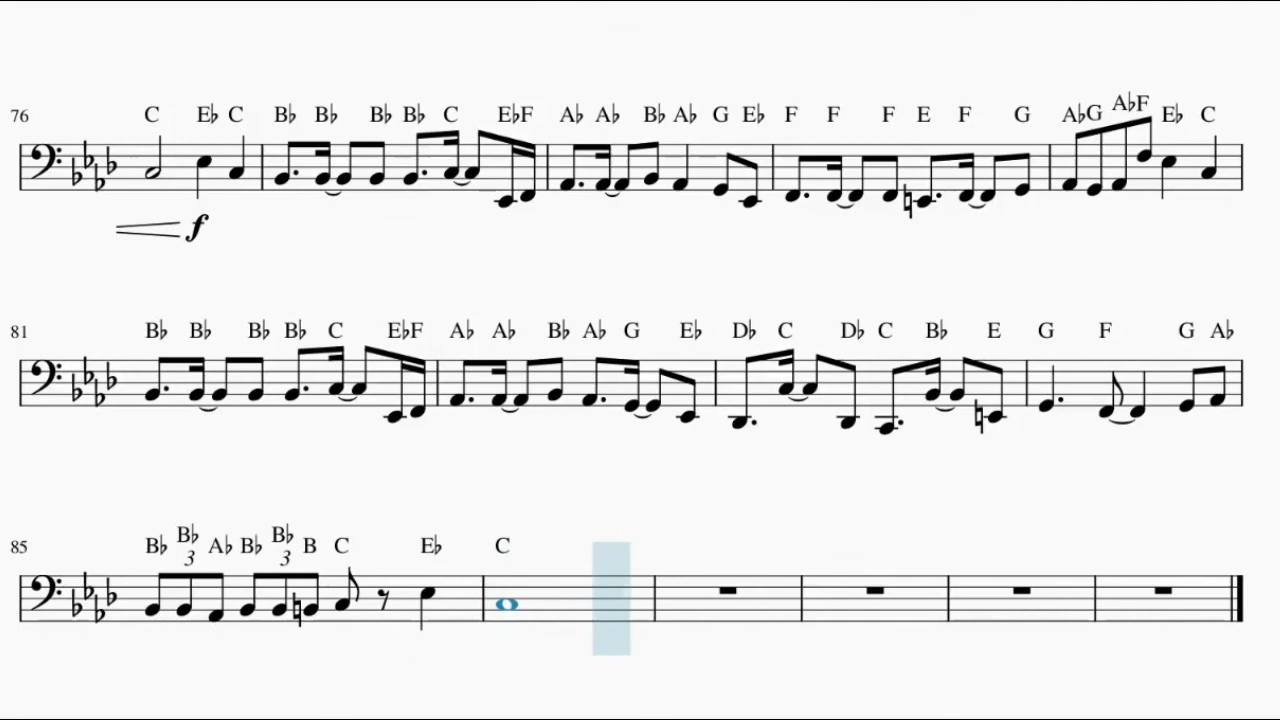 76 C E♭ C B♭ B♭ B♭ B♭ C E♭ F A♭ A♭ B♭ A♭ G E♭ F F F E F G A♭ G A♭ F E♭ C
f
81 B♭ B♭ B♭ B♭ C E♭ F A♭ A♭ B♭ A♭ G E♭ D♭ C D♭ C B♭ E G F G A♭
85 B♭ B♭ A♭ B♭ B♭ B C E♭ C
3 3